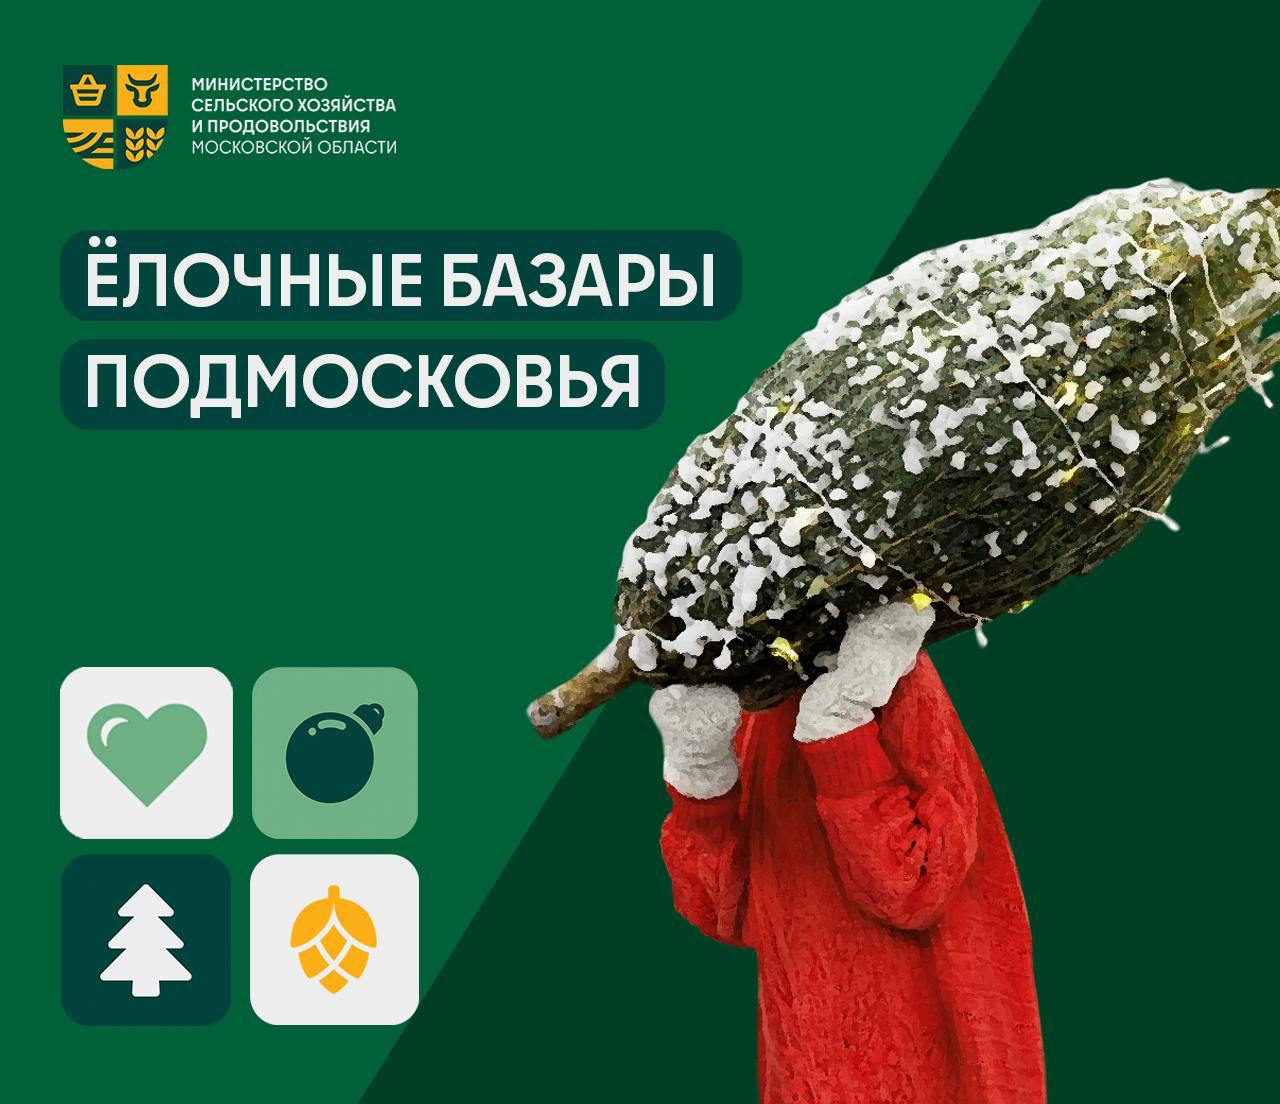 МИНИСТЕРСТВО
СЕЛЬСКОГО ХОЗЯЙСТВА
И ПРОДОВОЛЬСТВИЯ
МОСКОВСКОЙ ОБЛАСТИ
ЁЛОЧНЫЕ БАЗАРЫ
ПОДМОСКОВЬЯ